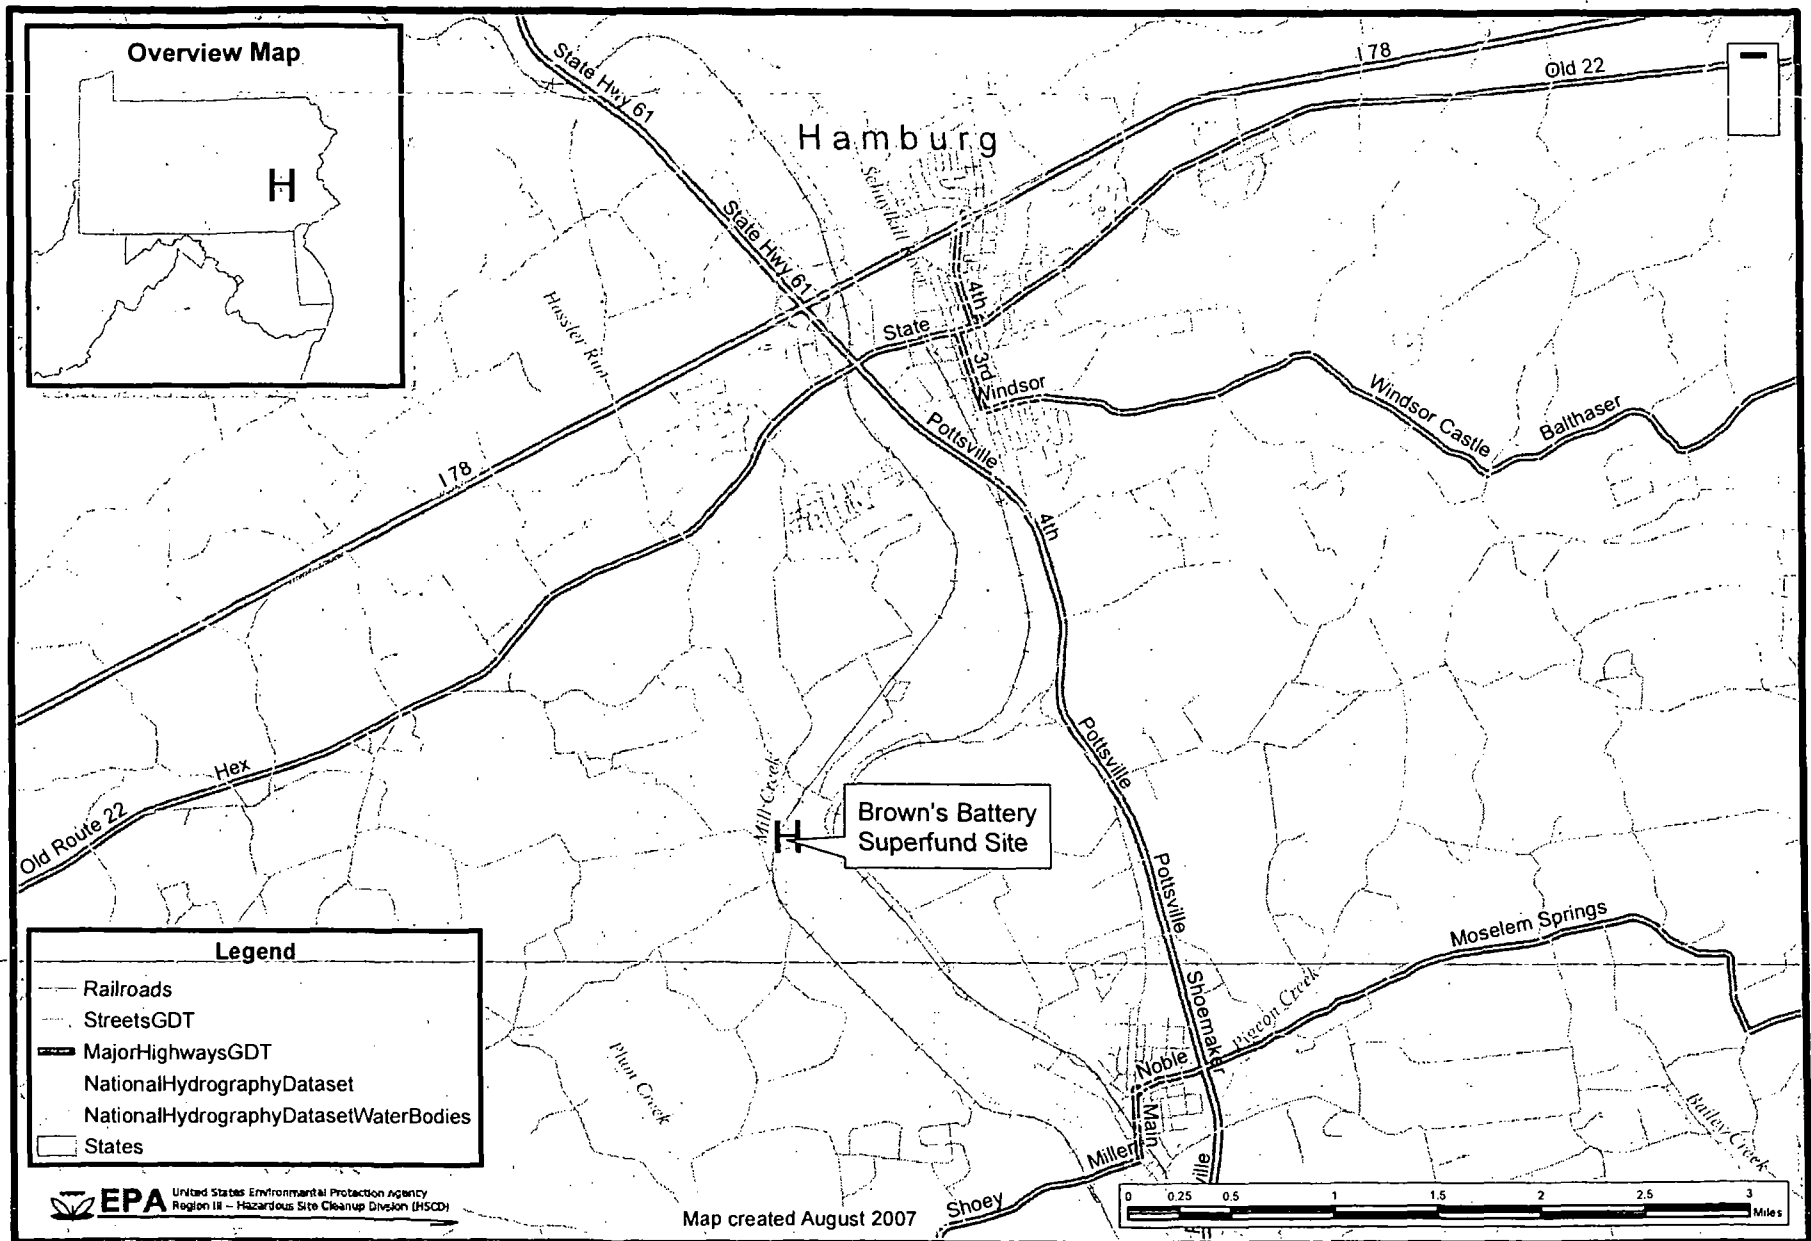 Overview Map
H
State Hwy 61
I 78
Old 22
Hamburg
Schuylkill River
State Hwy 61
4th
Hassler Run
State
3rd
Windsor
Windsor Castle
Balthaser
Pottsville
I 78
4th
Pottsville
Mill Creek
Hex
Old Route 22
H
Brown's Battery
Superfund Site
Pottsville
Moselem Springs
Shoemaker
Pigeon Creek
Noble
Plum Creek
Main
Bailey Creek
Miller
Shoey
Legend
Railroads
StreetsGDT
MajorHighwaysGDT
NationalHydrographyDataset
NationalHydrographyDatasetWaterBodies
States
EPA
United States Environmental Protection Agency
Region III – Hazardous Site Cleanup Division (HSCD)
Map created August 2007
0 0.25 0.5 1 1.5 2 2.5 3
Miles